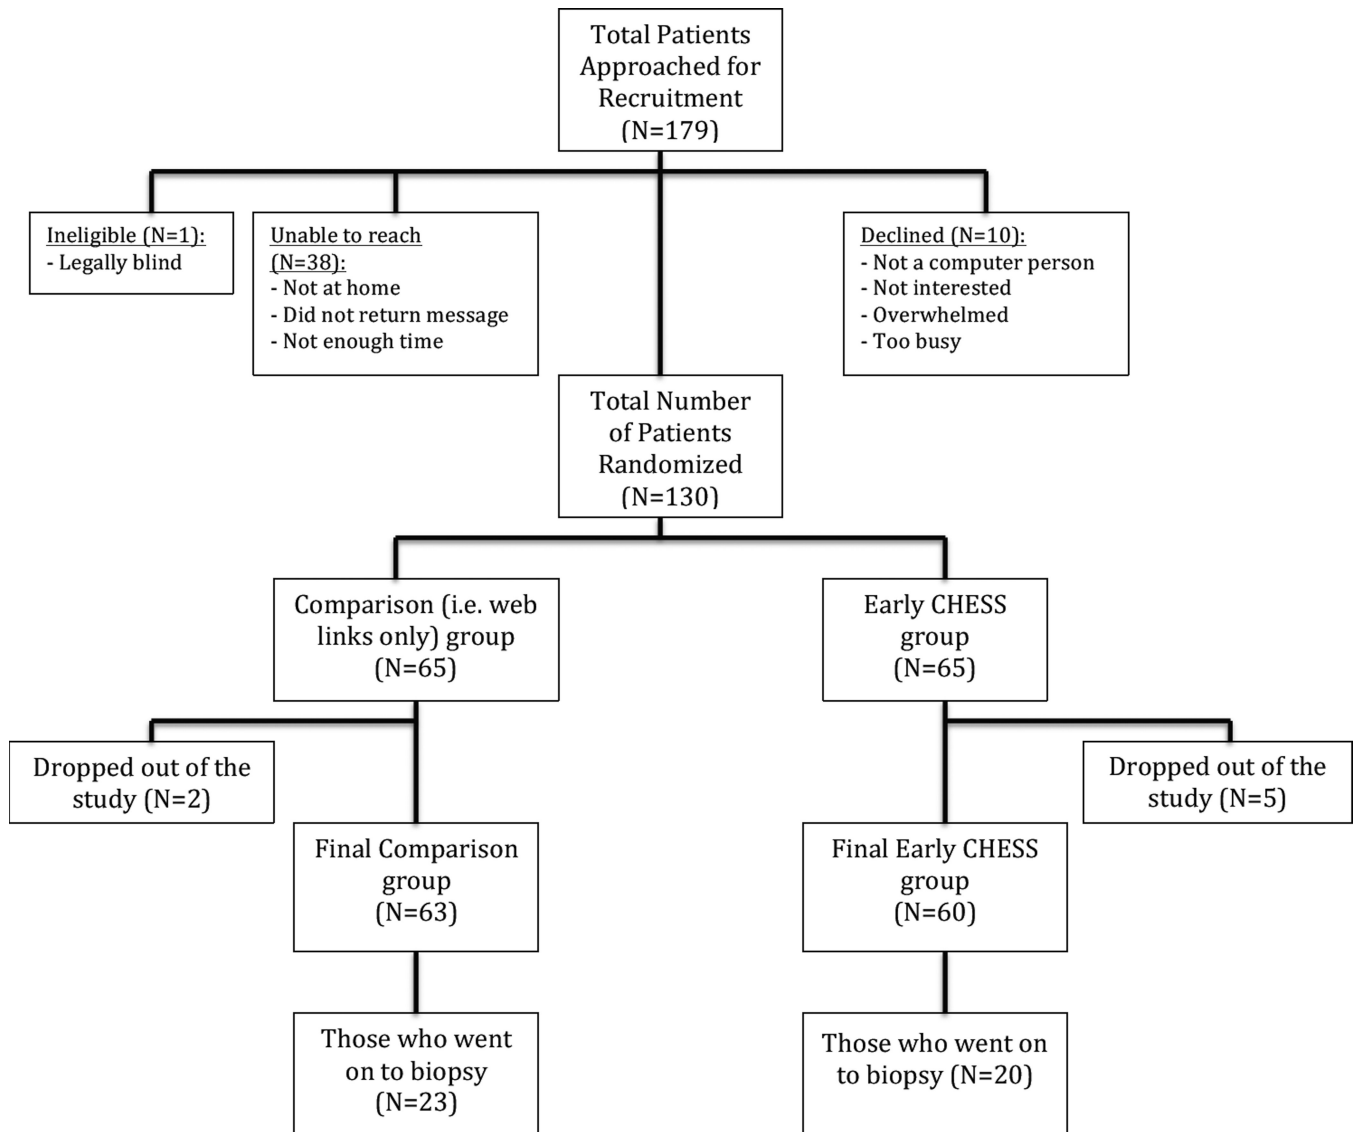 Total Patients
Approached for
Recruitment
(N=179)
Ineligible (N=1):
- Legally blind
Unable to reach
(N=38):
- Not at home
- Did not return message
- Not enough time
Declined (N=10):
- Not a computer person
- Not interested
- Overwhelmed
- Too busy
Total Number
of Patients
Randomized
(N=130)
Comparison (i.e. web
links only) group
(N=65)
Early CHESS
group
(N=65)
Dropped out of the
study (N=2)
Dropped out of the
study (N=5)
Final Comparison
group
(N=63)
Final Early CHESS
group
(N=60)
Those who went
on to biopsy
(N=23)
Those who went on
to biopsy (N=20)